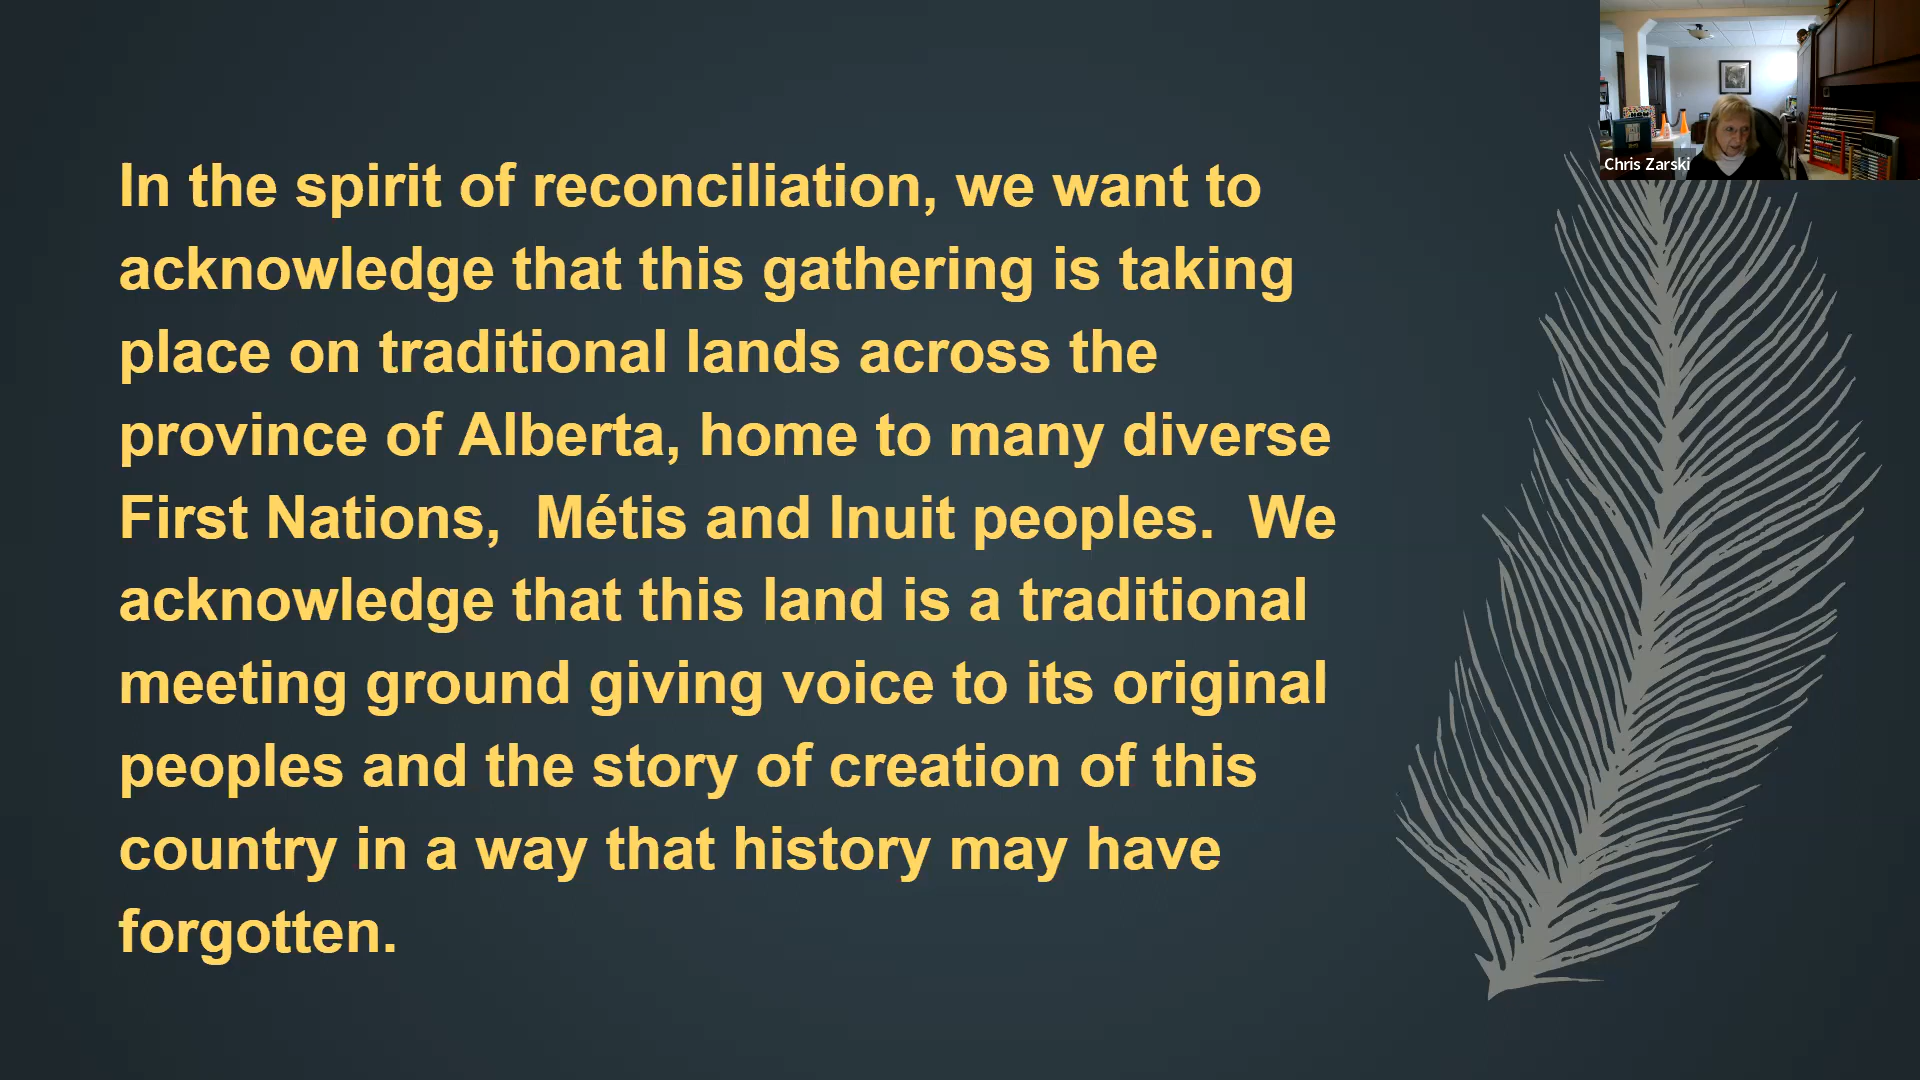 In the spirit of reconciliation, we want to
acknowledge that this gathering is taking
place on traditional lands across the
province of Alberta, home to many diverse
First Nations,  Métis and Inuit peoples.  We
acknowledge that this land is a traditional
meeting ground giving voice to its original
peoples and the story of creation of this
country in a way that history may have
forgotten.
Chris Zarski